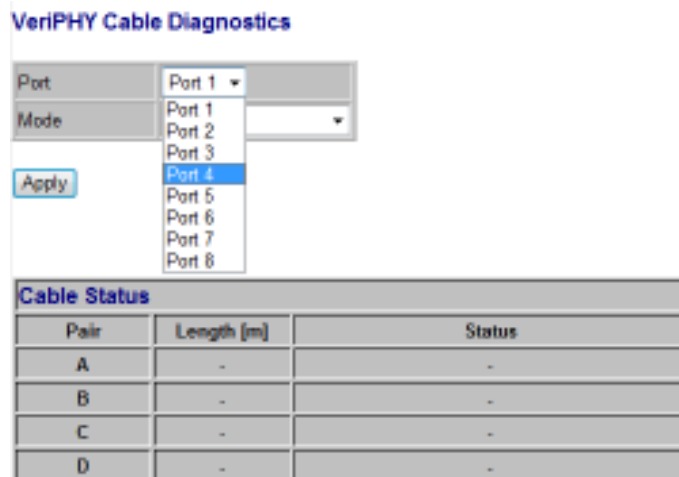 VeriPHY Cable Diagnostics
Port Port 1
Mode
Port 1
Port 2
Port 3
Port 4
Port 5
Port 6
Port 7
Port 8
Apply
Cable Status
Pair Length [m] Status
A - -
B - -
C - -
D - -